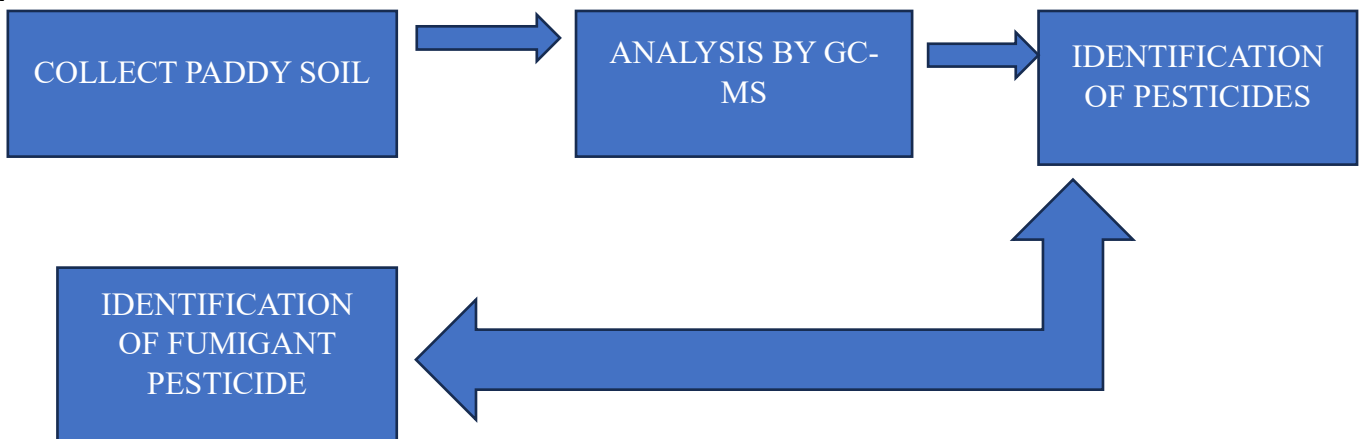 COLLECT PADDY SOIL
ANALYSIS BY GC-
MS
IDENTIFICATION
OF PESTICIDES
IDENTIFICATION
OF FUMIGANT
PESTICIDE